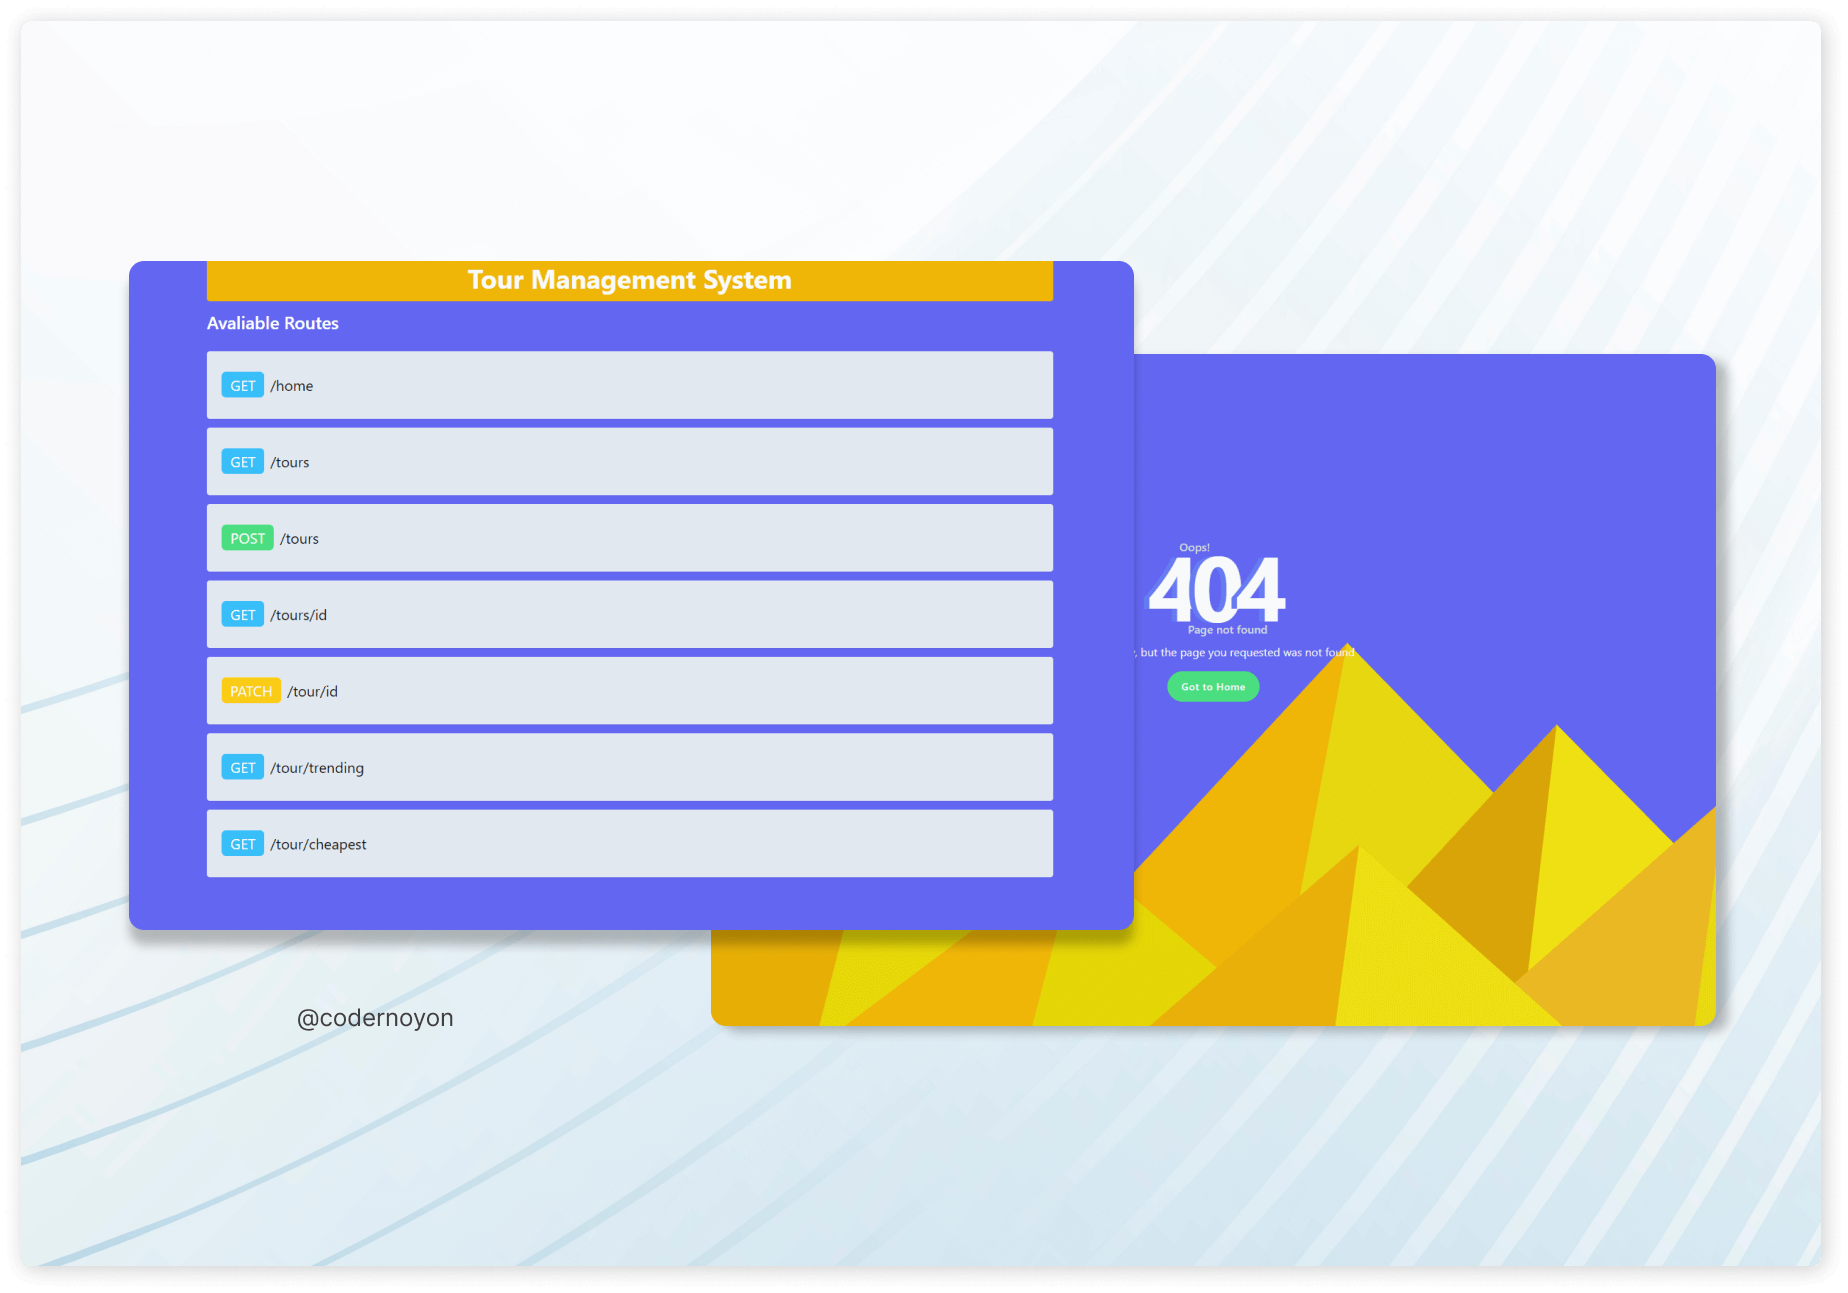 Tour Management System
Avaliable Routes
GET /home
GET /tours
POST /tours
GET /tours/id
PATCH /tour/id
GET /tour/trending
GET /tour/cheapest
Oops!
404
Page not found
, but the page you requested was not found
Got to Home
@codernoyon